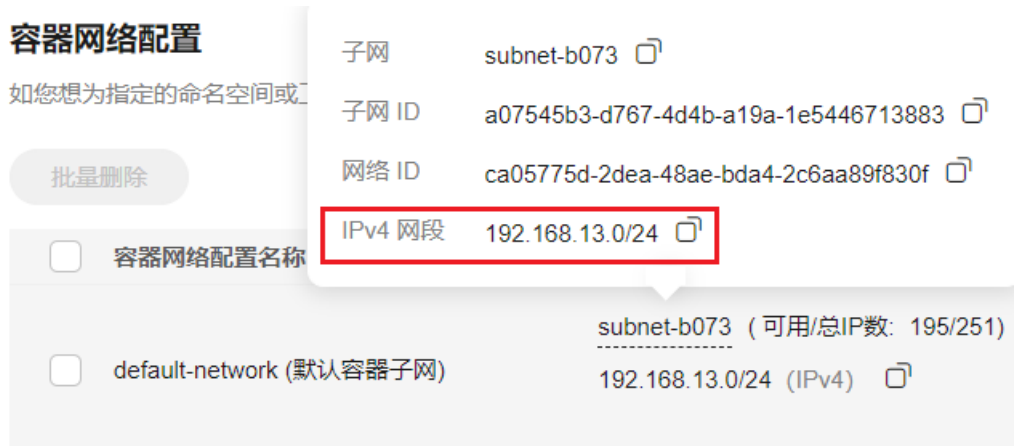 容器网络配置
如您想为指定的命名空间或
批量删除
子网 subnet-b073
子网 ID a07545b3-d767-4d4b-a19a-1e5446713883
网络 ID ca05775d-2dea-48ae-bda4-2c6aa89f830f
IPv4 网段 192.168.13.0/24
容器网络配置名称
default-network (默认容器子网)
subnet-b073 (可用/总IP数: 195/251)
192.168.13.0/24 (IPv4)